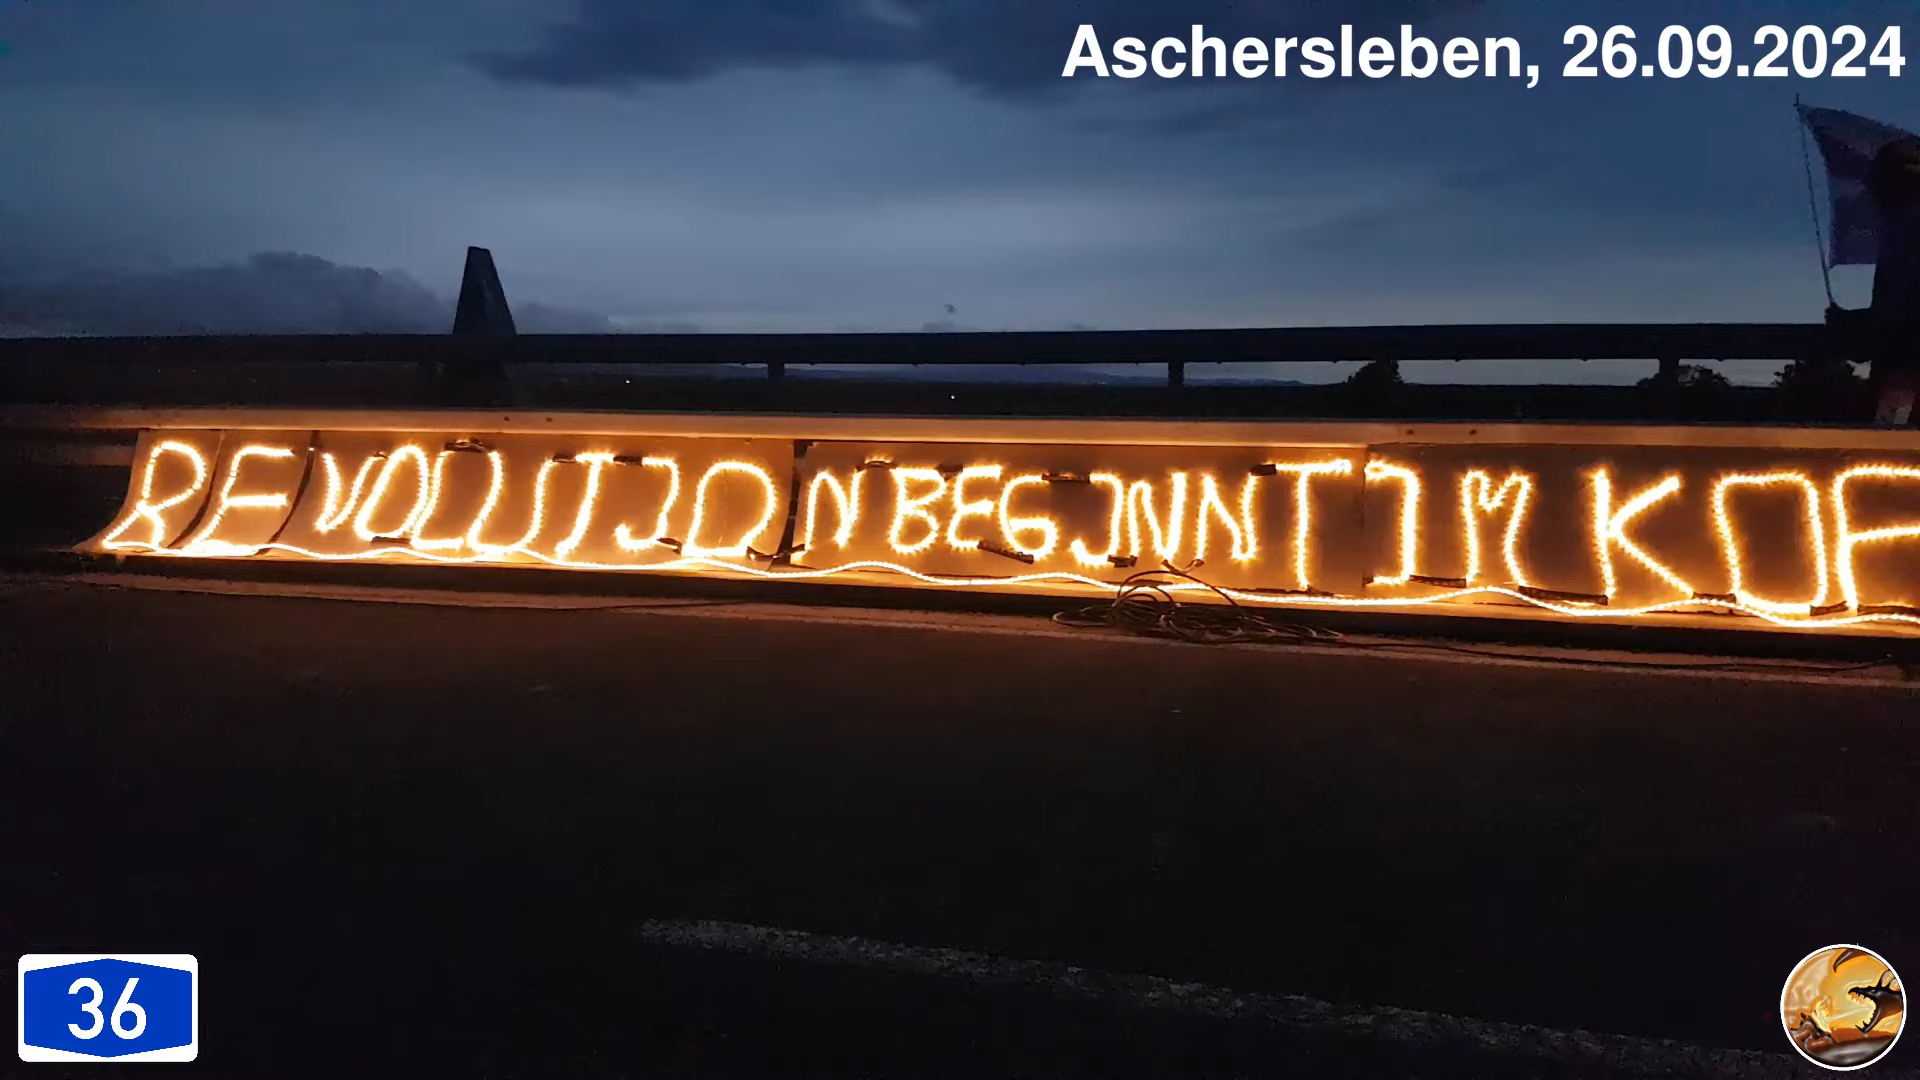 Aschersleben, 26.09.2024
REVOLUTION BEGINNT IM KOP
36